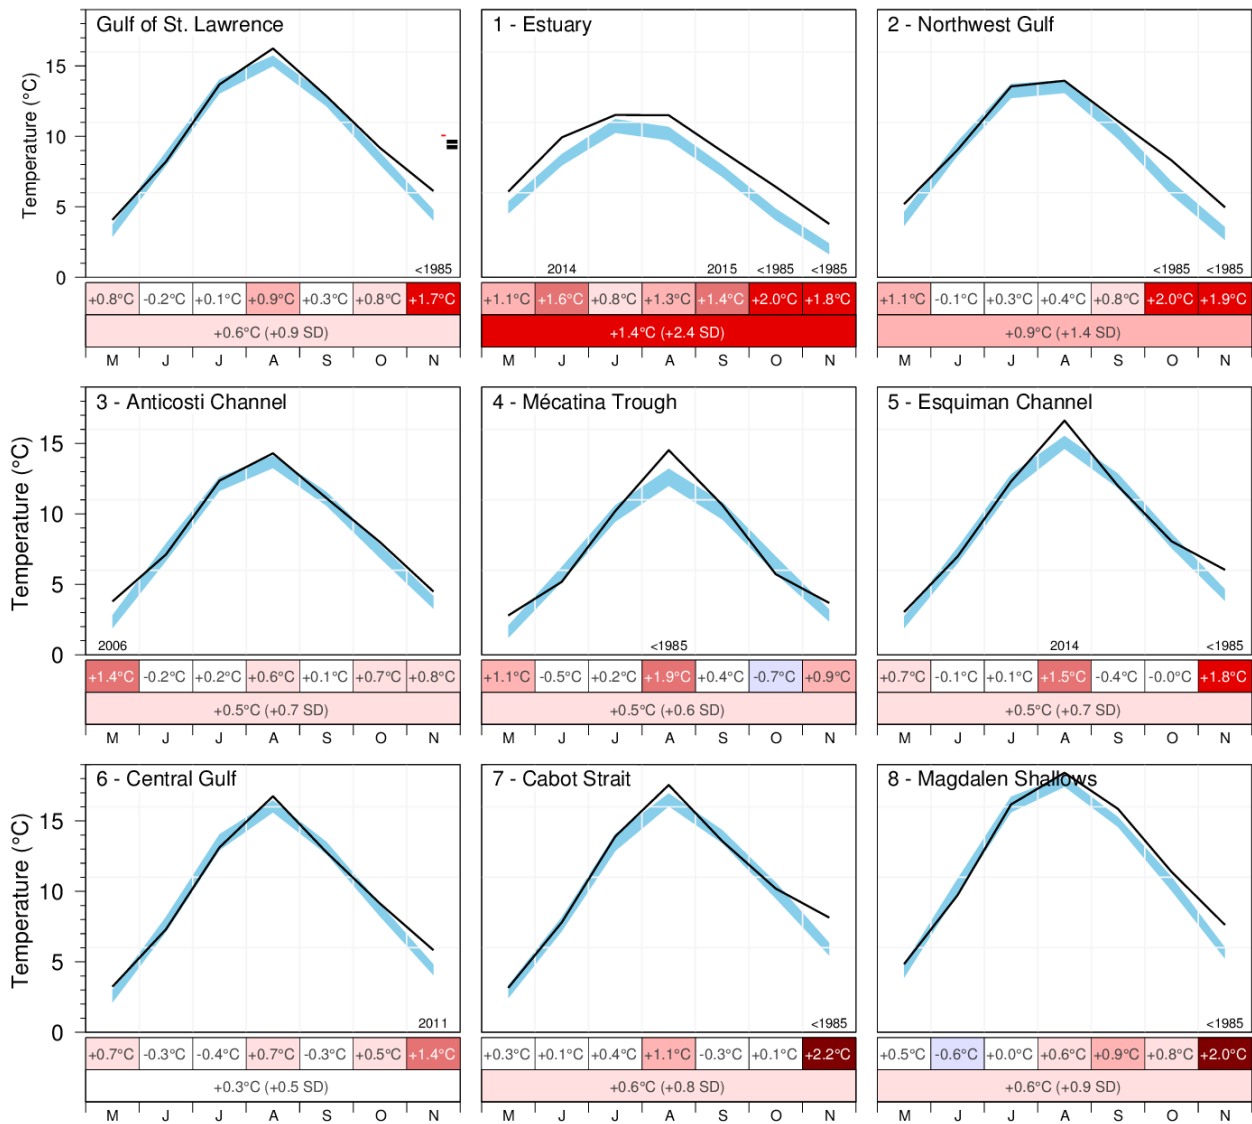 Gulf of St. Lawrence
1 - Estuary
2 - Northwest Gulf
Temperature (°C)
15
10
5
0
<1985
2014
2015
<1985
<1985
<1985
<1985
+0.8°C -0.2°C +0.1°C +0.9°C +0.3°C +0.8°C +1.7°C
+1.1°C +1.6°C +0.8°C +1.3°C +1.4°C +2.0°C +1.8°C
+1.1°C -0.1°C +0.3°C +0.4°C +0.8°C +2.0°C +1.9°C
+0.6°C (+0.9 SD)
+1.4°C (+2.4 SD)
+0.9°C (+1.4 SD)
M J J A S O N
M J J A S O N
M J J A S O N
3 - Anticosti Channel
4 - Mécatina Trough
5 - Esquiman Channel
Temperature (°C)
15
10
5
0
2006
<1985
2014
<1985
+1.4°C -0.2°C +0.2°C +0.6°C +0.1°C +0.7°C +0.8°C
+1.1°C -0.5°C +0.2°C +1.9°C +0.4°C -0.7°C +0.9°C
+0.7°C -0.1°C +0.1°C +1.5°C -0.4°C -0.0°C +1.8°C
+0.5°C (+0.7 SD)
+0.5°C (+0.6 SD)
+0.5°C (+0.7 SD)
M J J A S O N
M J J A S O N
M J J A S O N
6 - Central Gulf
7 - Cabot Strait
8 - Magdalen Shallows
Temperature (°C)
15
10
5
0
2011
<1985
<1985
+0.7°C -0.3°C -0.4°C +0.7°C -0.3°C +0.5°C +1.4°C
+0.3°C +0.1°C +0.4°C +1.1°C -0.3°C +0.1°C +2.2°C
+0.5°C -0.6°C +0.0°C +0.6°C +0.9°C +0.8°C +2.0°C
+0.3°C (+0.5 SD)
+0.6°C (+0.8 SD)
+0.6°C (+0.9 SD)
M J J A S O N
M J J A S O N
M J J A S O N